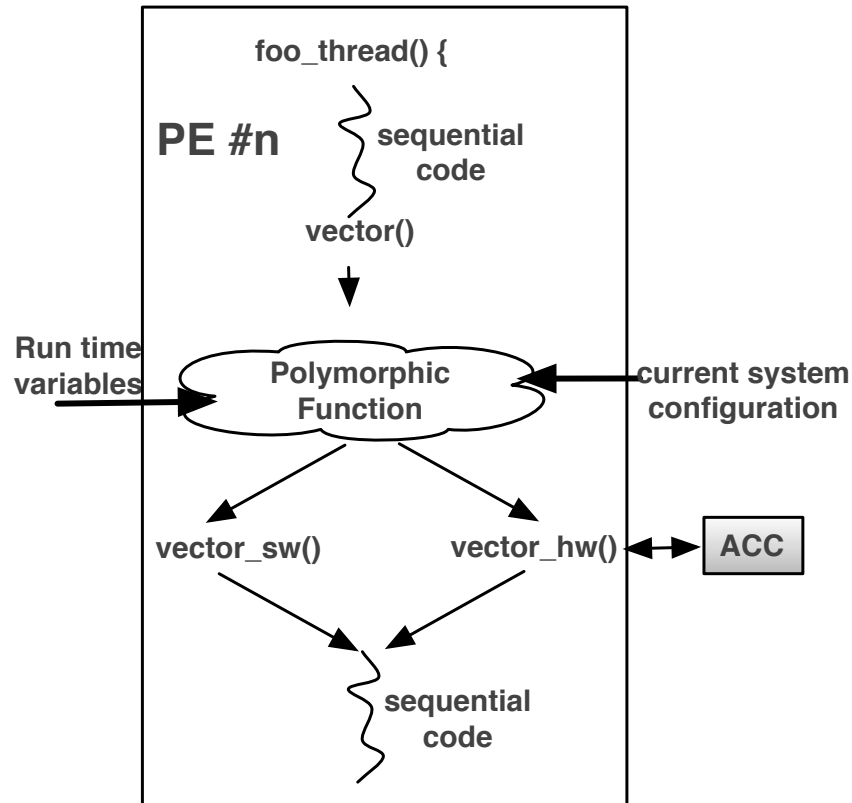 foo_thread() {
PE #n
sequential
code
vector()
Run time
variables
Polymorphic
Function
current system
configuration
vector_sw()
vector_hw()
ACC
sequential
code